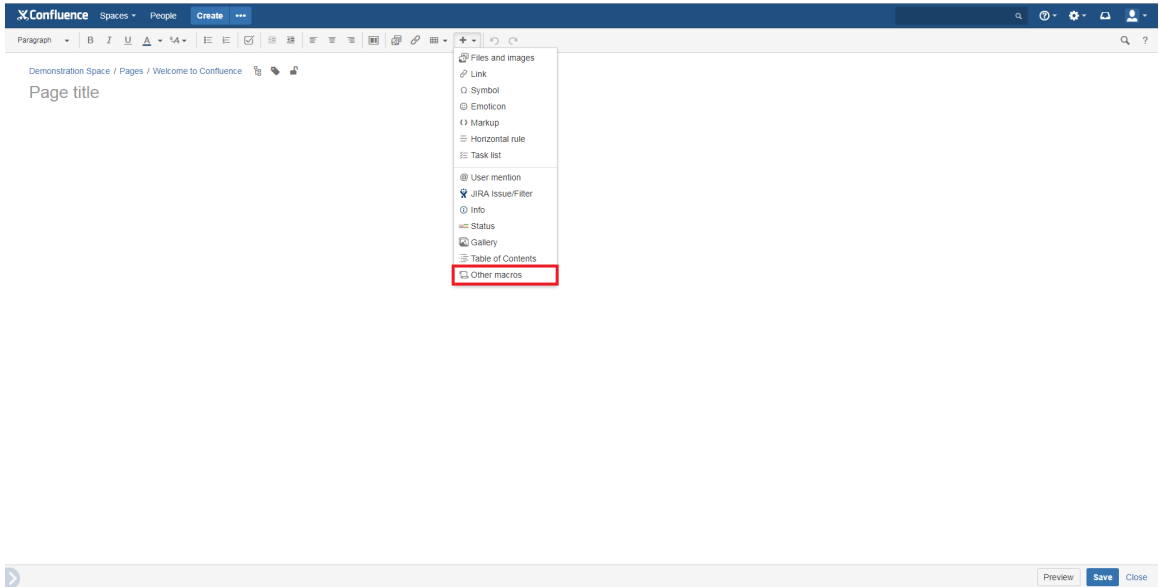 Confluence Spaces People Create
Paragraph B I U A
Files and images
Link
Symbol
Emoticon
Markup
Horizontal rule
Task list
User mention
JIRA Issue/Filter
Info
Status
Gallery
Table of Contents
Other macros
Demonstration Space / Pages / Welcome to Confluence
Page title
Preview Save Close